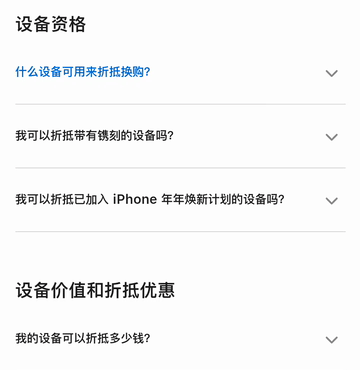 设备资格
什么设备可用来折抵换购?
我可以折抵带有镌刻的设备吗?
我可以折抵已加入 iPhone 年年焕新计划的设备吗?
设备价值和折抵优惠
我的设备可以折抵多少钱?